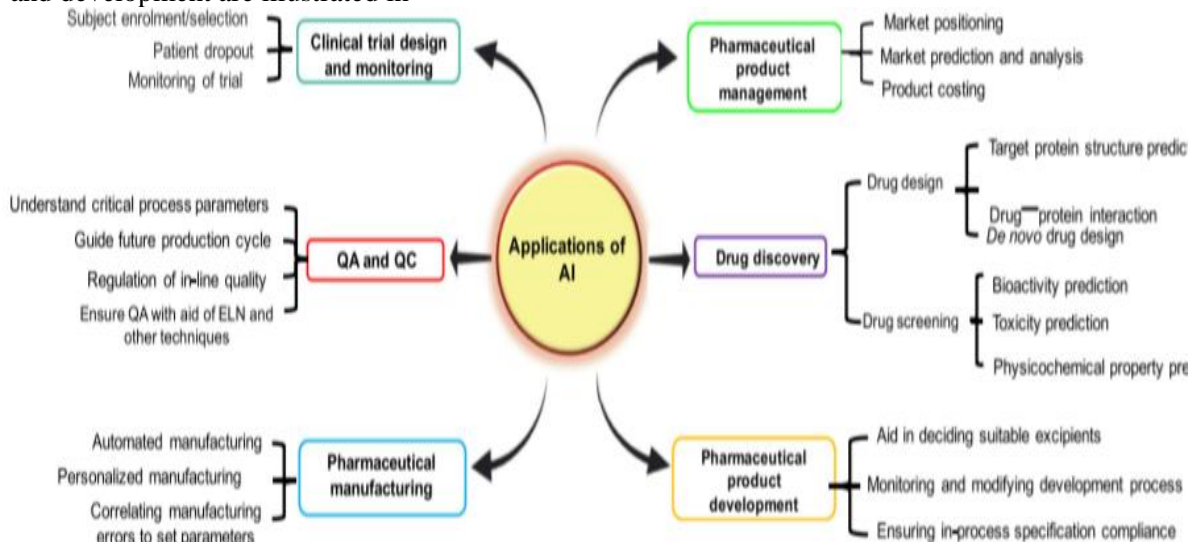 and development are illustrated in
Subject enrolment/selection
Patient dropout
Monitoring of trial
Clinical trial design
and monitoring
Pharmaceutical
product
management
Market positioning
Market prediction and analysis
Product costing
Understand critical process parameters
Guide future production cycle
Regulation of in-line quality
Ensure QA with aid of ELN and
other techniques
QA and QC
Applications of
AI
Drug discovery
Drug design
Target protein structure predic
Drug—protein interaction
De novo drug design
Drug screening
Bioactivity prediction
Toxicity prediction
Physicochemical property pre
Automated manufacturing
Personalized manufacturing
Correlating manufacturing
errors to set parameters
Pharmaceutical
manufacturing
Pharmaceutical
product
development
Aid in deciding suitable excipients
Monitoring and modifying development process
Ensuring in-process specification compliance